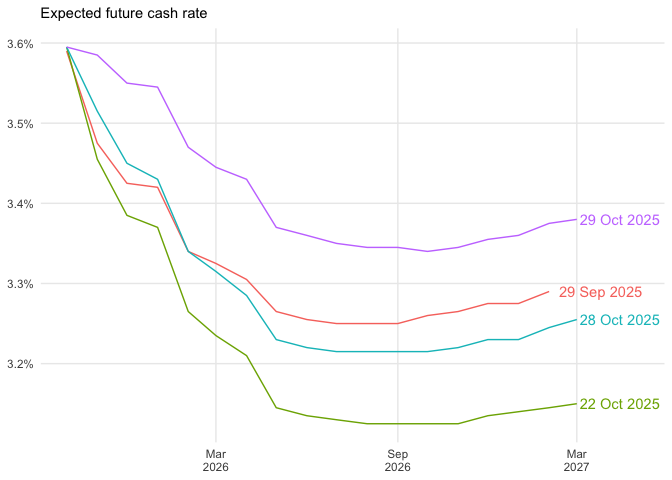 Expected future cash rate
3.6%
3.5%
3.4%
3.3%
3.2%
29 Oct 2025
29 Sep 2025
28 Oct 2025
22 Oct 2025
Mar
2026
Sep
2026
Mar
2027